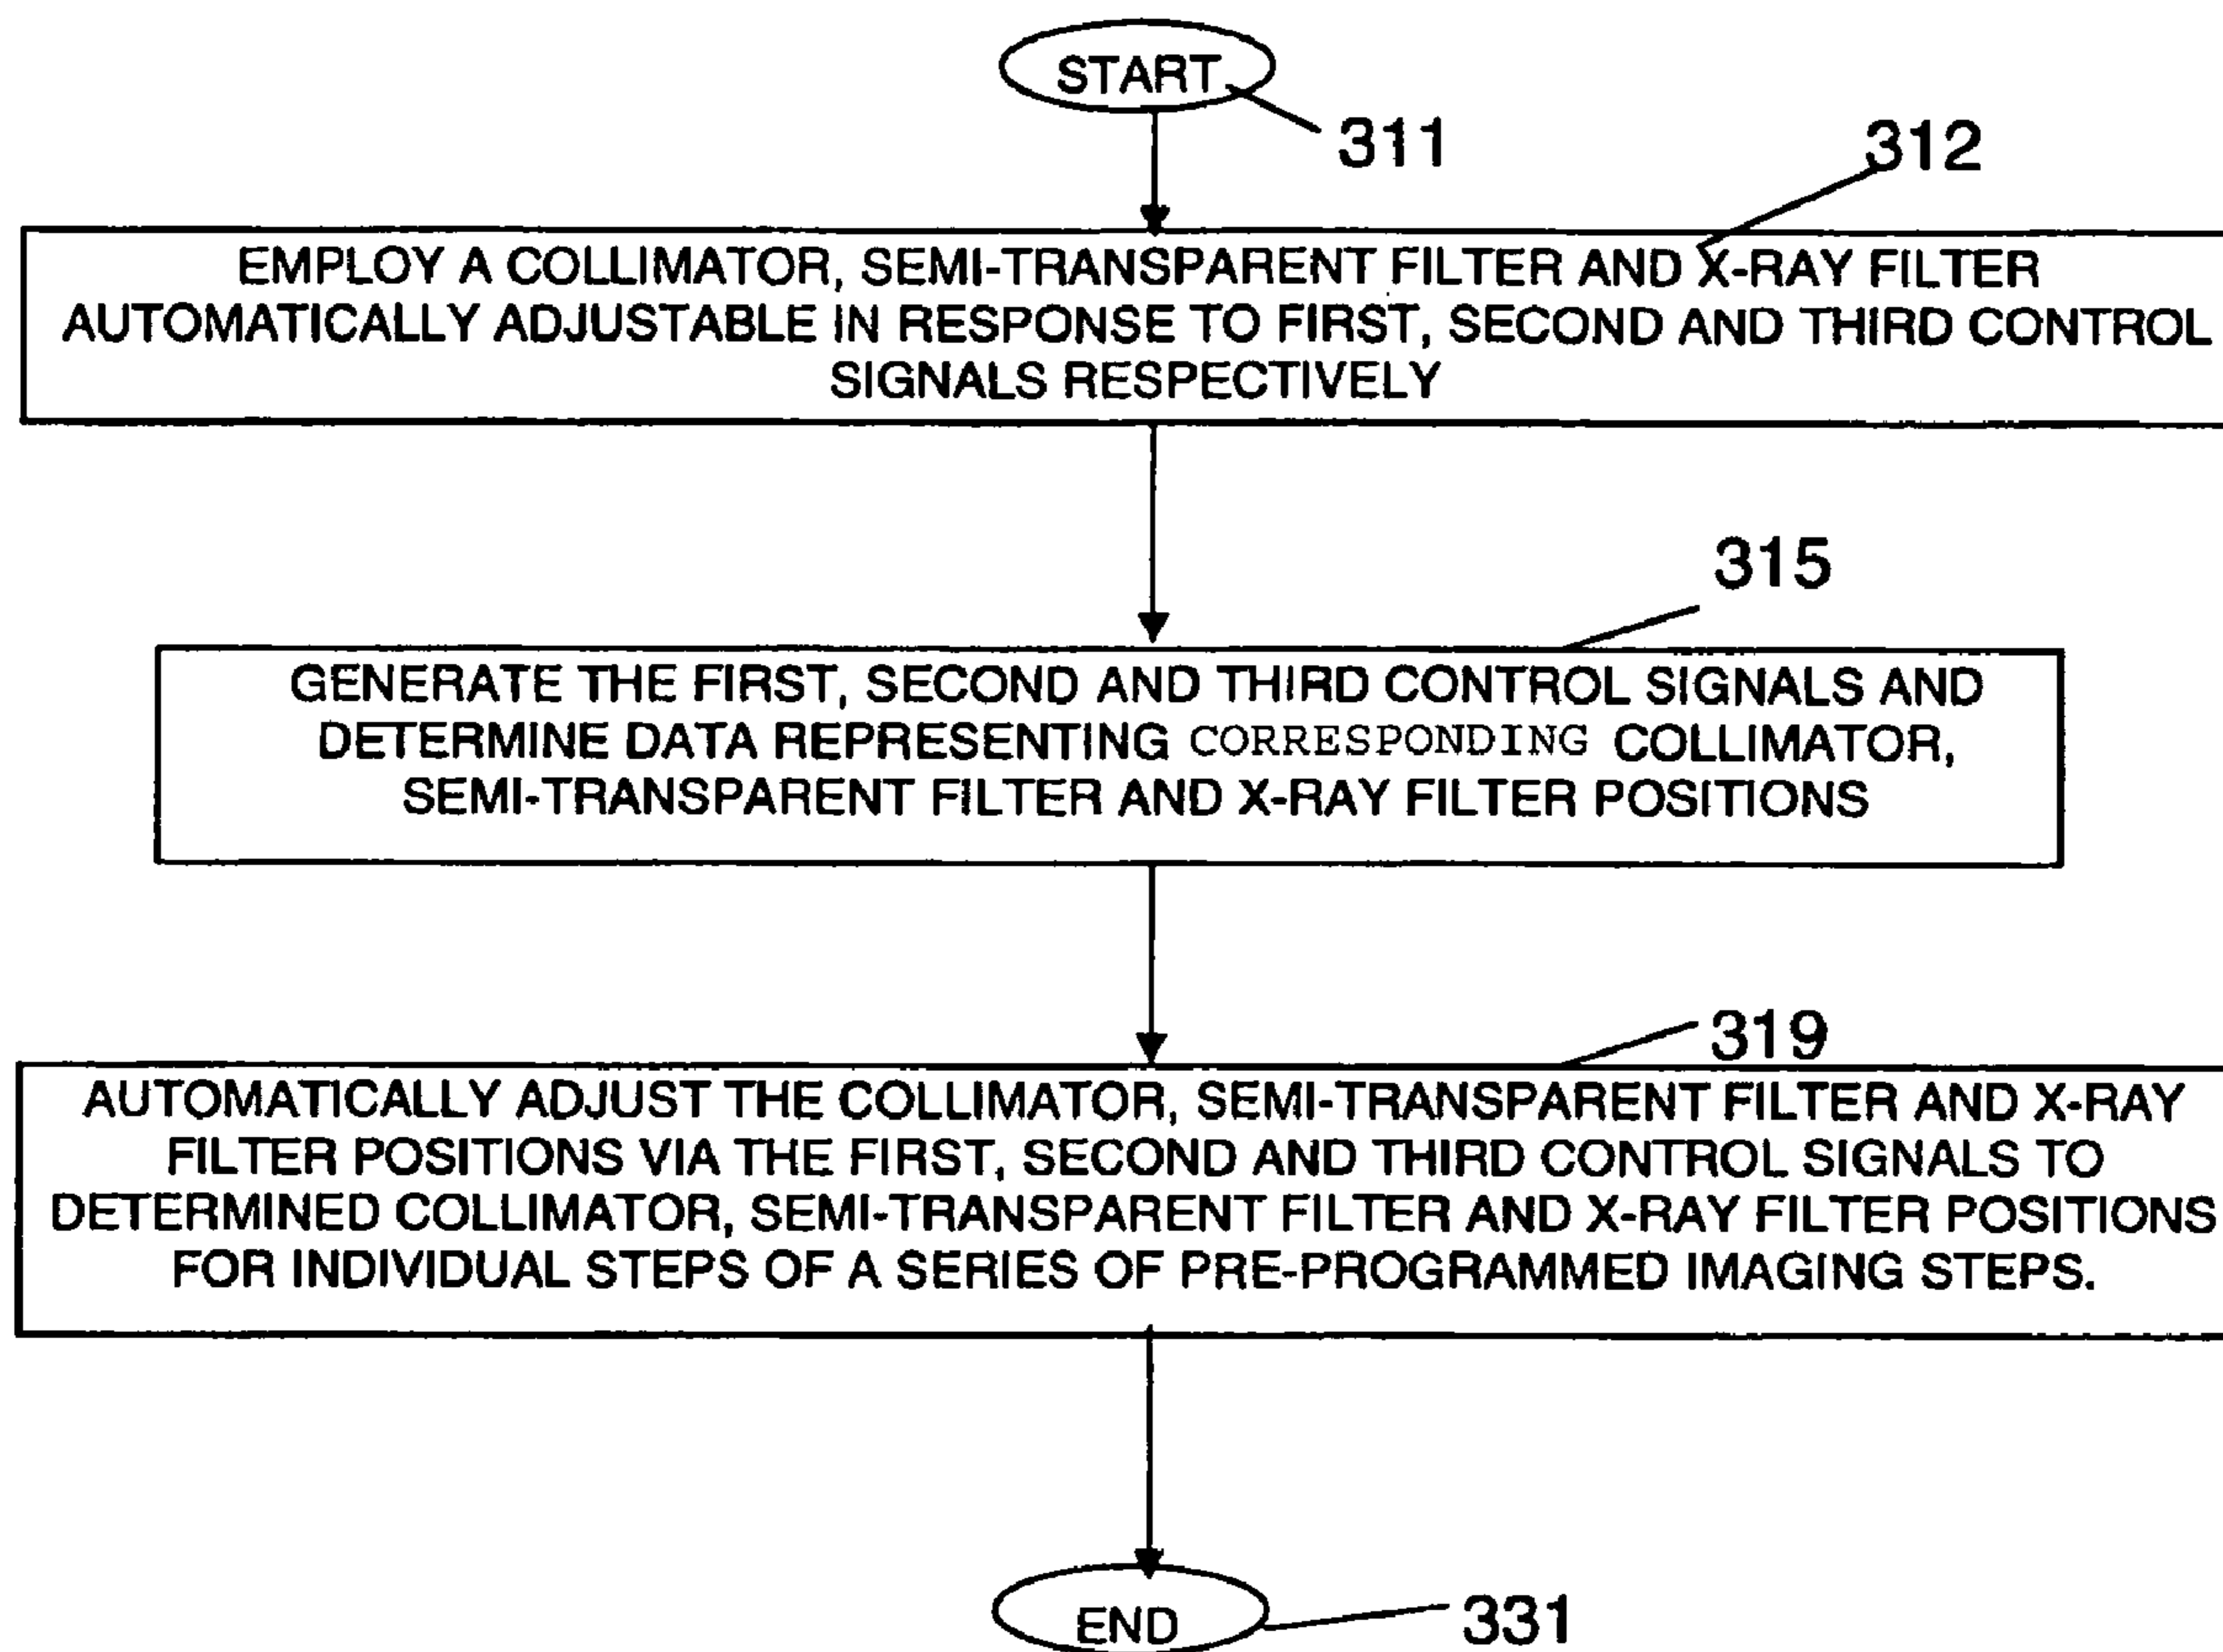 START
311
312
EMPLOY A COLLIMATOR, SEMI-TRANSPARENT FILTER AND X-RAY FILTER
AUTOMATICALLY ADJUSTABLE IN RESPONSE TO FIRST, SECOND AND THIRD CONTROL
SIGNALS RESPECTIVELY
315
GENERATE THE FIRST, SECOND AND THIRD CONTROL SIGNALS AND
DETERMINE DATA REPRESENTING CORRESPONDING COLLIMATOR,
SEMI-TRANSPARENT FILTER AND X-RAY FILTER POSITIONS
319
AUTOMATICALLY ADJUST THE COLLIMATOR, SEMI-TRANSPARENT FILTER AND X-RAY
FILTER POSITIONS VIA THE FIRST, SECOND AND THIRD CONTROL SIGNALS TO
DETERMINED COLLIMATOR, SEMI-TRANSPARENT FILTER AND X-RAY FILTER POSITIONS
FOR INDIVIDUAL STEPS OF A SERIES OF PRE-PROGRAMMED IMAGING STEPS.
END
331